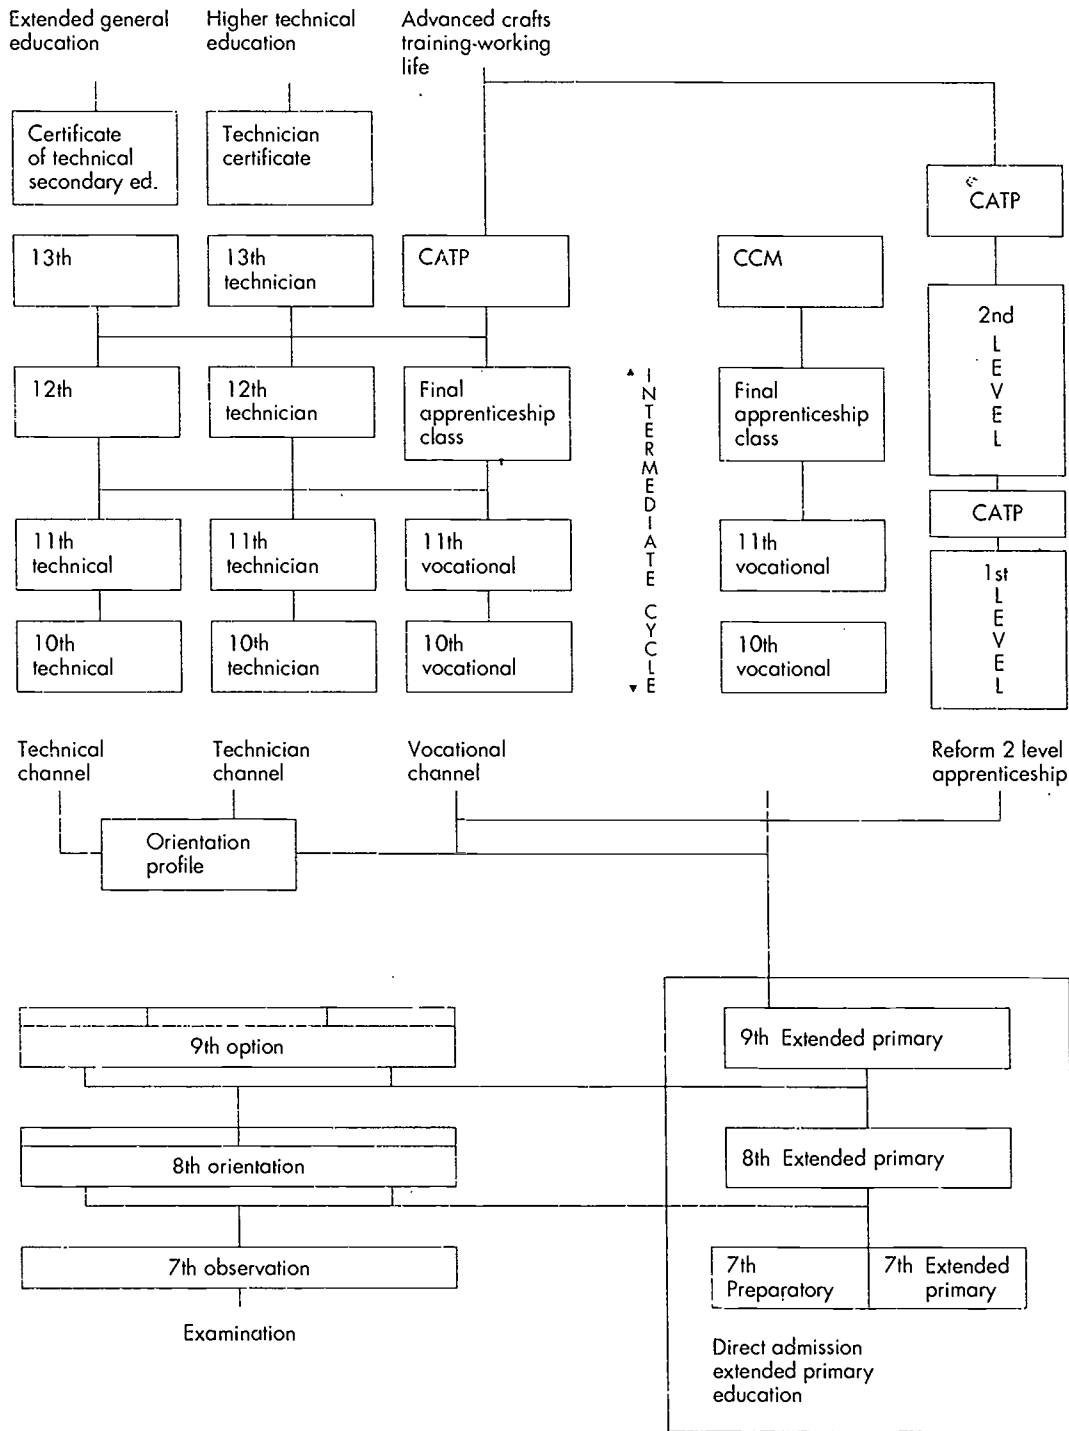 Extended general
education
Higher technical
education
Advanced crafts
training-working
life
Certificate
of technical
secondary ed.
Technician
certificate
CATP
13th
13th
technician
CATP
CCM
2nd
LEVEL
12th
12th
technician
Final
apprenticeship
class
INTERMEDIATE CYCLE
Final
apprenticeship
class
CATP
11th
technical
11th
technician
11th
vocational
11th
vocational
1st
LEVEL
10th
technical
10th
technician
10th
vocational
10th
vocational
Technical
channel
Technician
channel
Vocational
channel
Reform 2 level
apprenticeship
Orientation
profile
9th option
9th Extended primary
8th orientation
8th Extended primary
7th observation
7th
Preparatory
7th Extended
primary
Examination
Direct admission
extended primary
education